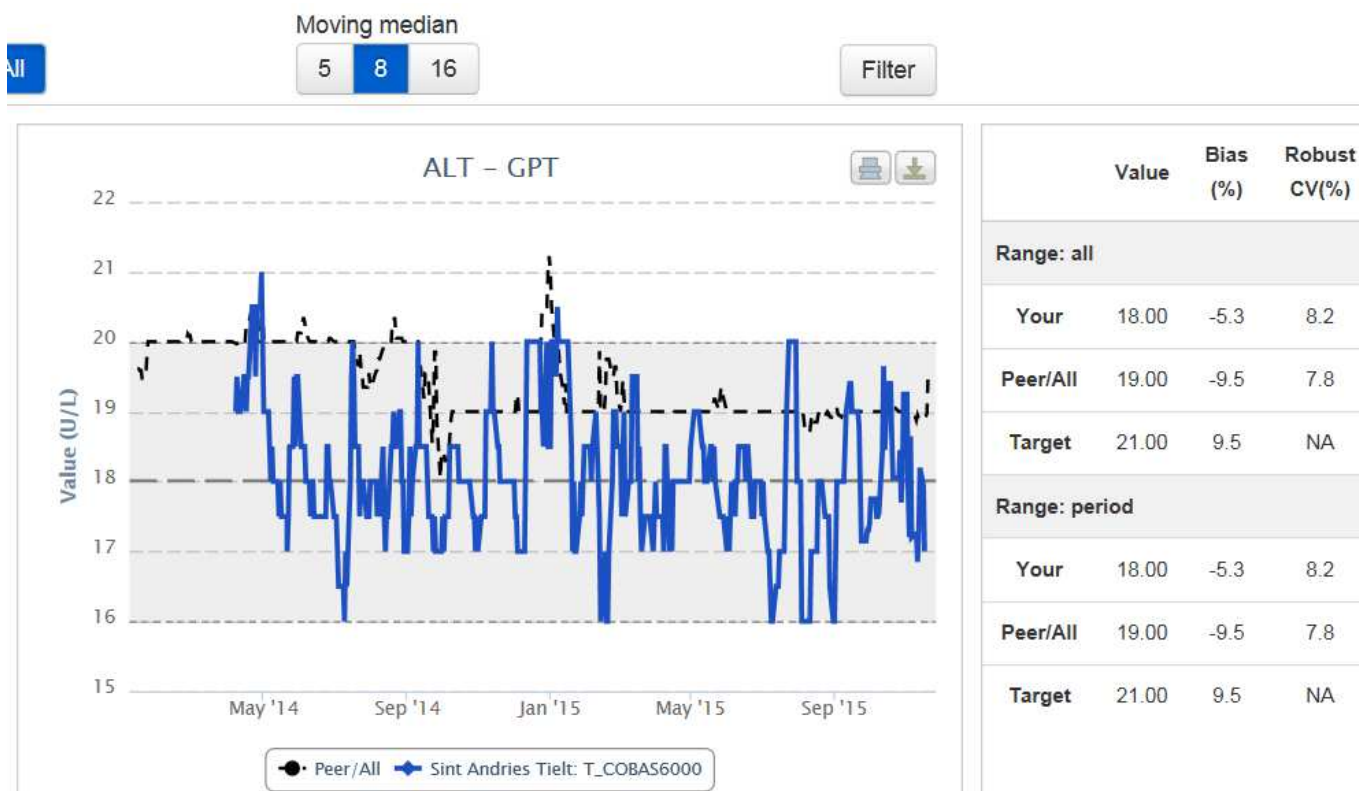 Moving median
All
5 8 16
Filter
ALT – GPT
22
21
20
19
18
17
16
15
Value (U/L)
May '14 Sep '14 Jan '15 May '15 Sep '15
Peer/All Sint Andries Tielt: T_COBAS6000
Value Bias (%) Robust CV(%)
Range: all
Your 18.00 -5.3 8.2
Peer/All 19.00 -9.5 7.8
Target 21.00 9.5 NA
Range: period
Your 18.00 -5.3 8.2
Peer/All 19.00 -9.5 7.8
Target 21.00 9.5 NA